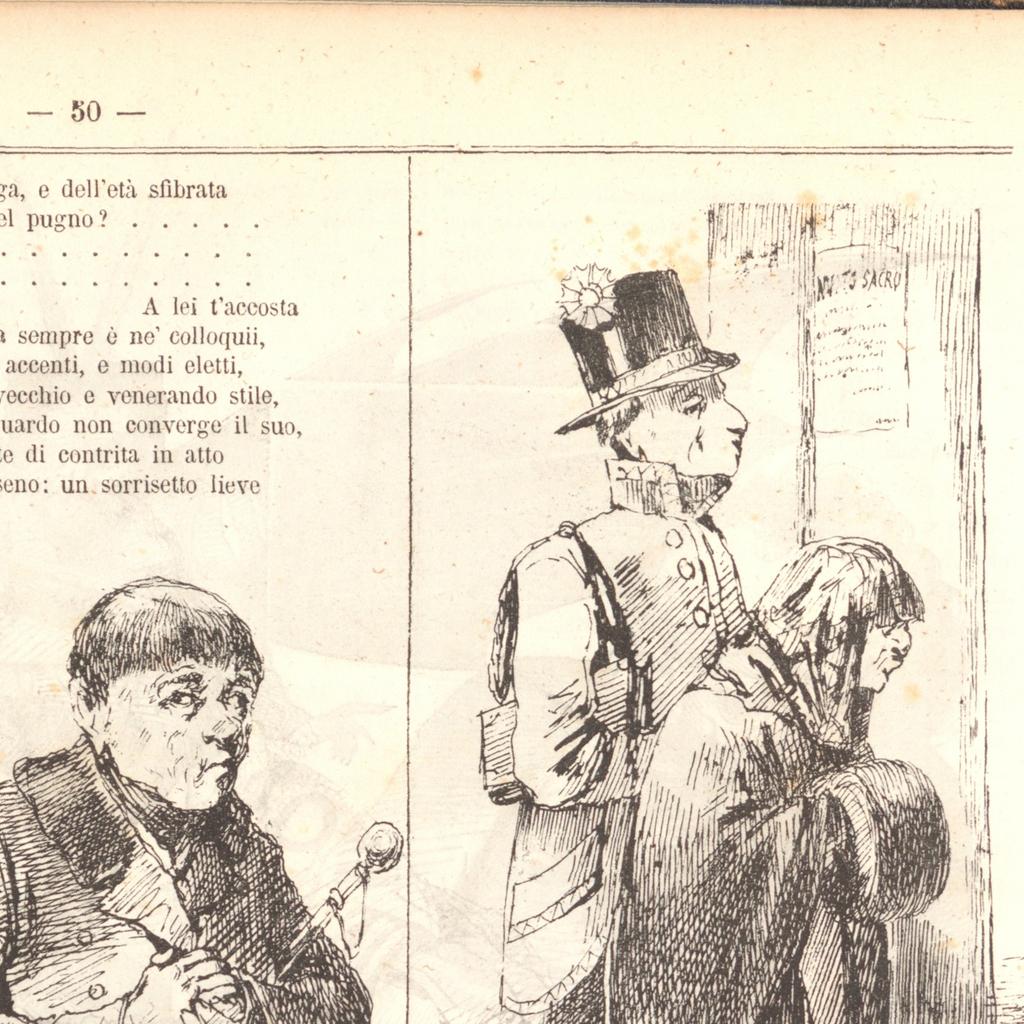 — 50 —
ga, e dell'età sfibrata
el pugno? . . . . .
. . . . . . . . . .
. . . . . . . . . .
A lei t'accosta
a sempre è ne' colloquii,
accenti, e modi eletti,
vecchio e venerando stile,
uardo non converge il suo,
te di contrita in atto
seno: un sorrisetto lieve
SACRO